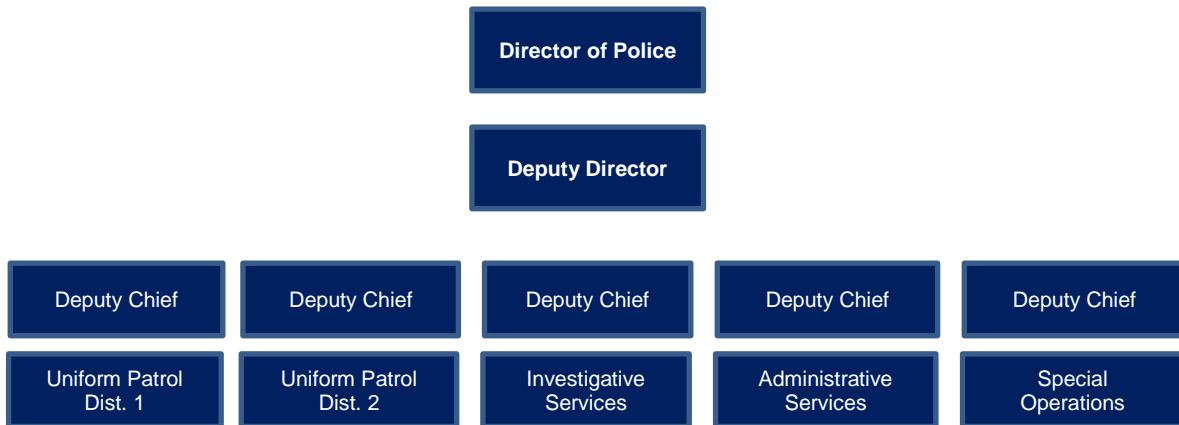 Director of Police
Deputy Director
Deputy Chief
Deputy Chief
Deputy Chief
Deputy Chief
Deputy Chief
Uniform Patrol
Dist. 1
Uniform Patrol
Dist. 2
Investigative
Services
Administrative
Services
Special
Operations